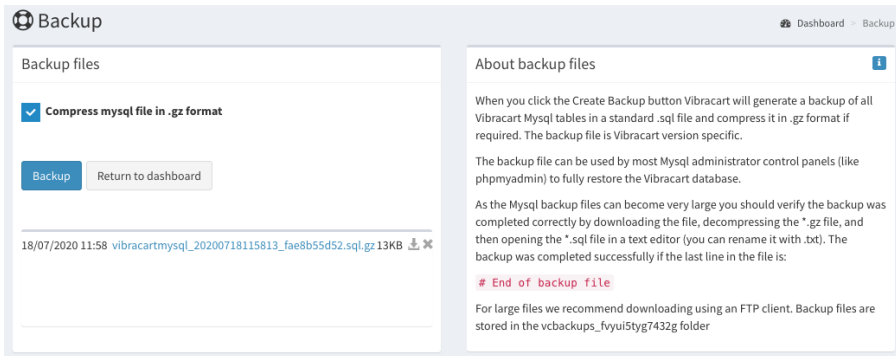 Backup
Dashboard > Backup
Backup files
Compress mysql file in .gz format
Backup
Return to dashboard
18/07/2020 11:58 vibracartmysql_20200718115813_fae8b55d52.sql.gz 13KB
About backup files
When you click the Create Backup button Vibracart will generate a backup of all
Vibracart Mysql tables in a standard .sql file and compress it in .gz format if
required. The backup file is Vibracart version specific.
The backup file can be used by most Mysql administrator control panels (like
phpmyadmin) to fully restore the Vibracart database.
As the Mysql backup files can become very large you should verify the backup was
completed correctly by downloading the file, decompressing the *.gz file, and
then opening the *.sql file in a text editor (you can rename it with .txt). The
backup was completed successfully if the last line in the file is:
# End of backup file
For large files we recommend downloading using an FTP client. Backup files are
stored in the vcbackups_fvyui5tyg7432g folder